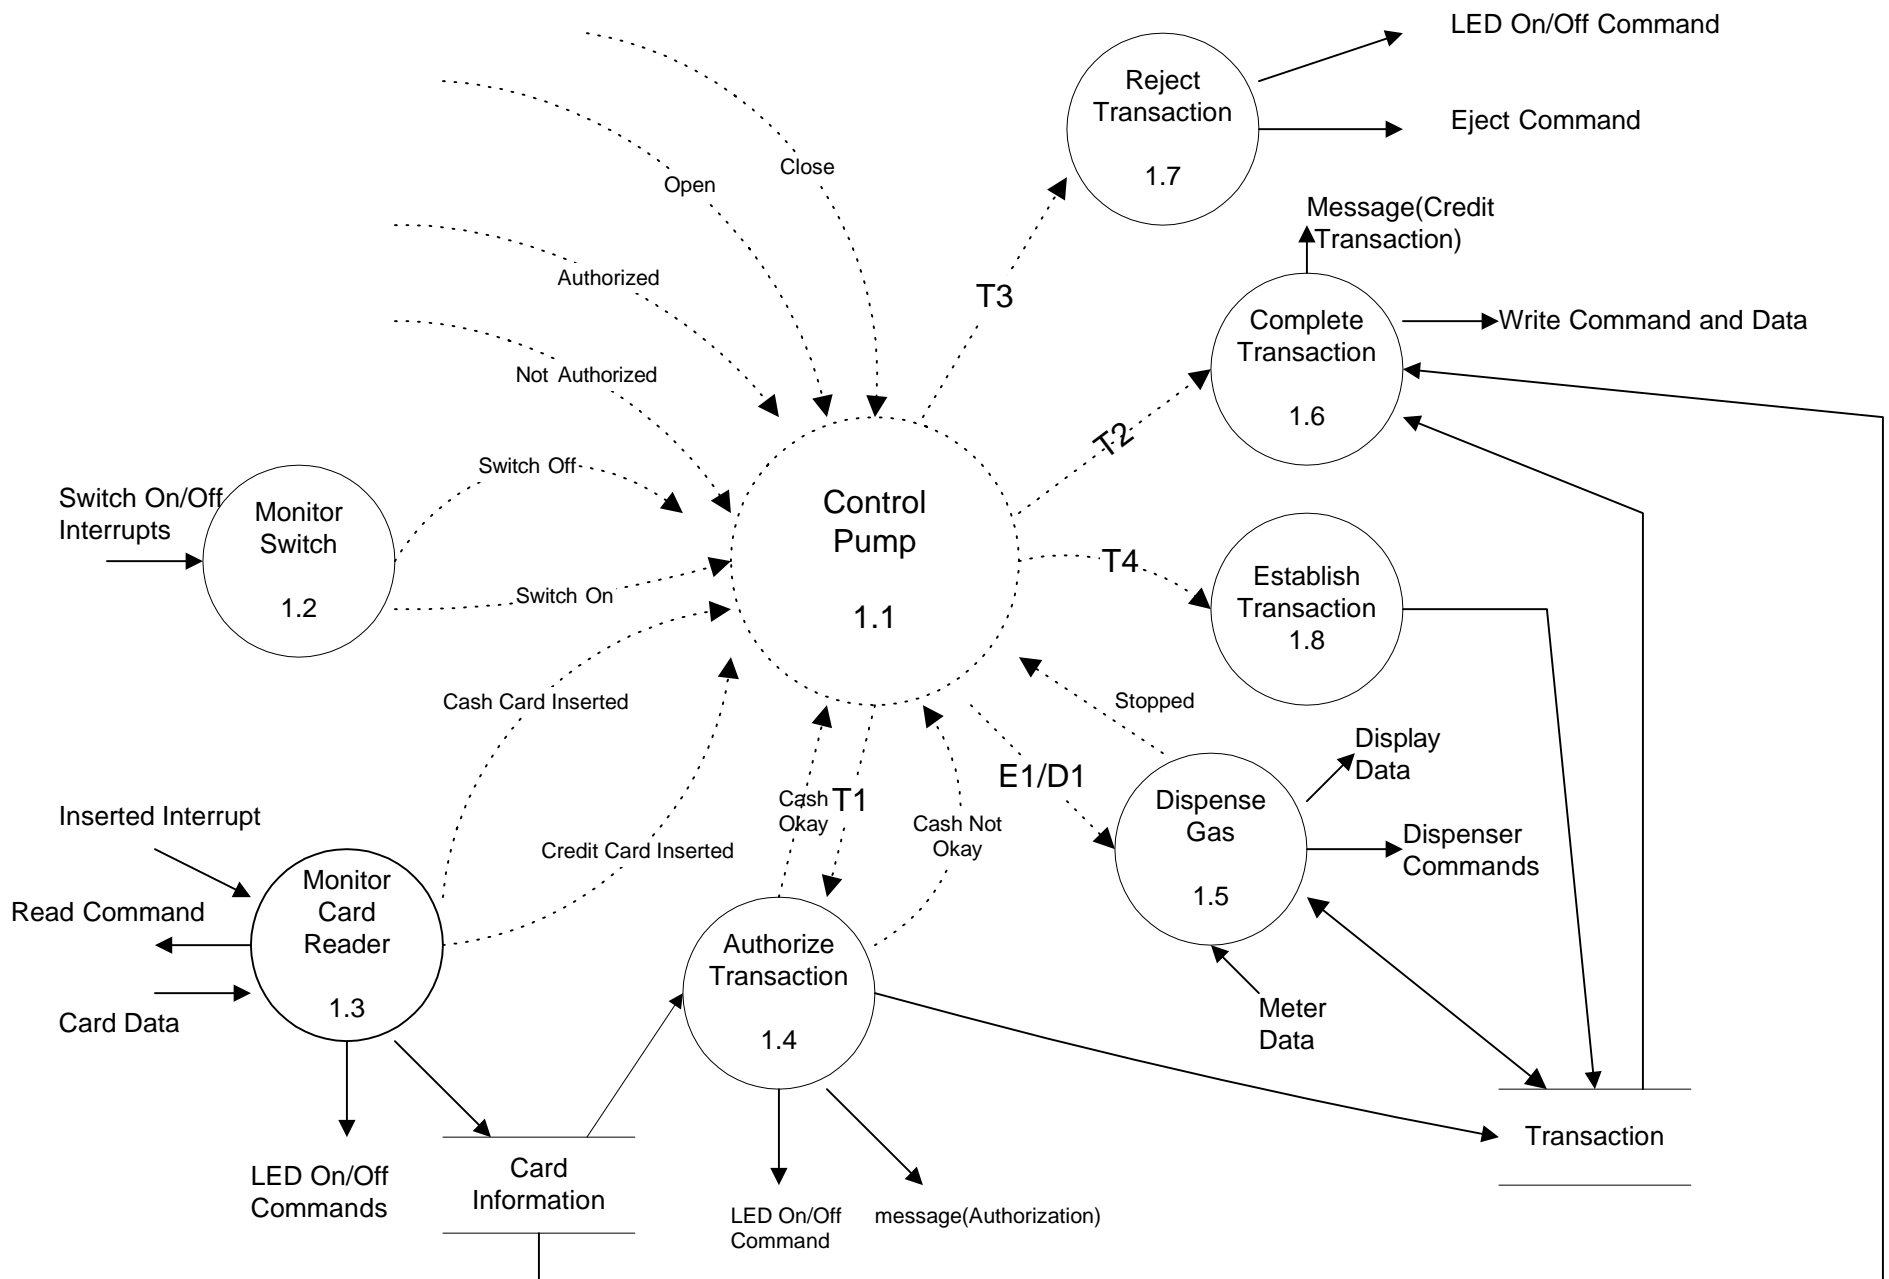 LED On/Off Command
Reject
Transaction
1.7
Eject Command
Close
Open
Message(Credit
Transaction)
Authorized
T3
Complete
Transaction
1.6
Write Command and Data
Not Authorized
T2
Switch Off
Switch On/Off
Interrupts
Monitor
Switch
1.2
Control
Pump
1.1
T4
Establish
Transaction
1.8
Switch On
Cash Card Inserted
Stopped
Display
Data
E1/D1
Cash
Okay
T1
Cash Not
Okay
Dispense
Gas
1.5
Dispenser
Commands
Inserted Interrupt
Credit Card Inserted
Monitor
Card
Reader
1.3
Read Command
Card Data
Authorize
Transaction
1.4
Meter
Data
Transaction
LED On/Off
Commands
Card
Information
LED On/Off
Command
message(Authorization)